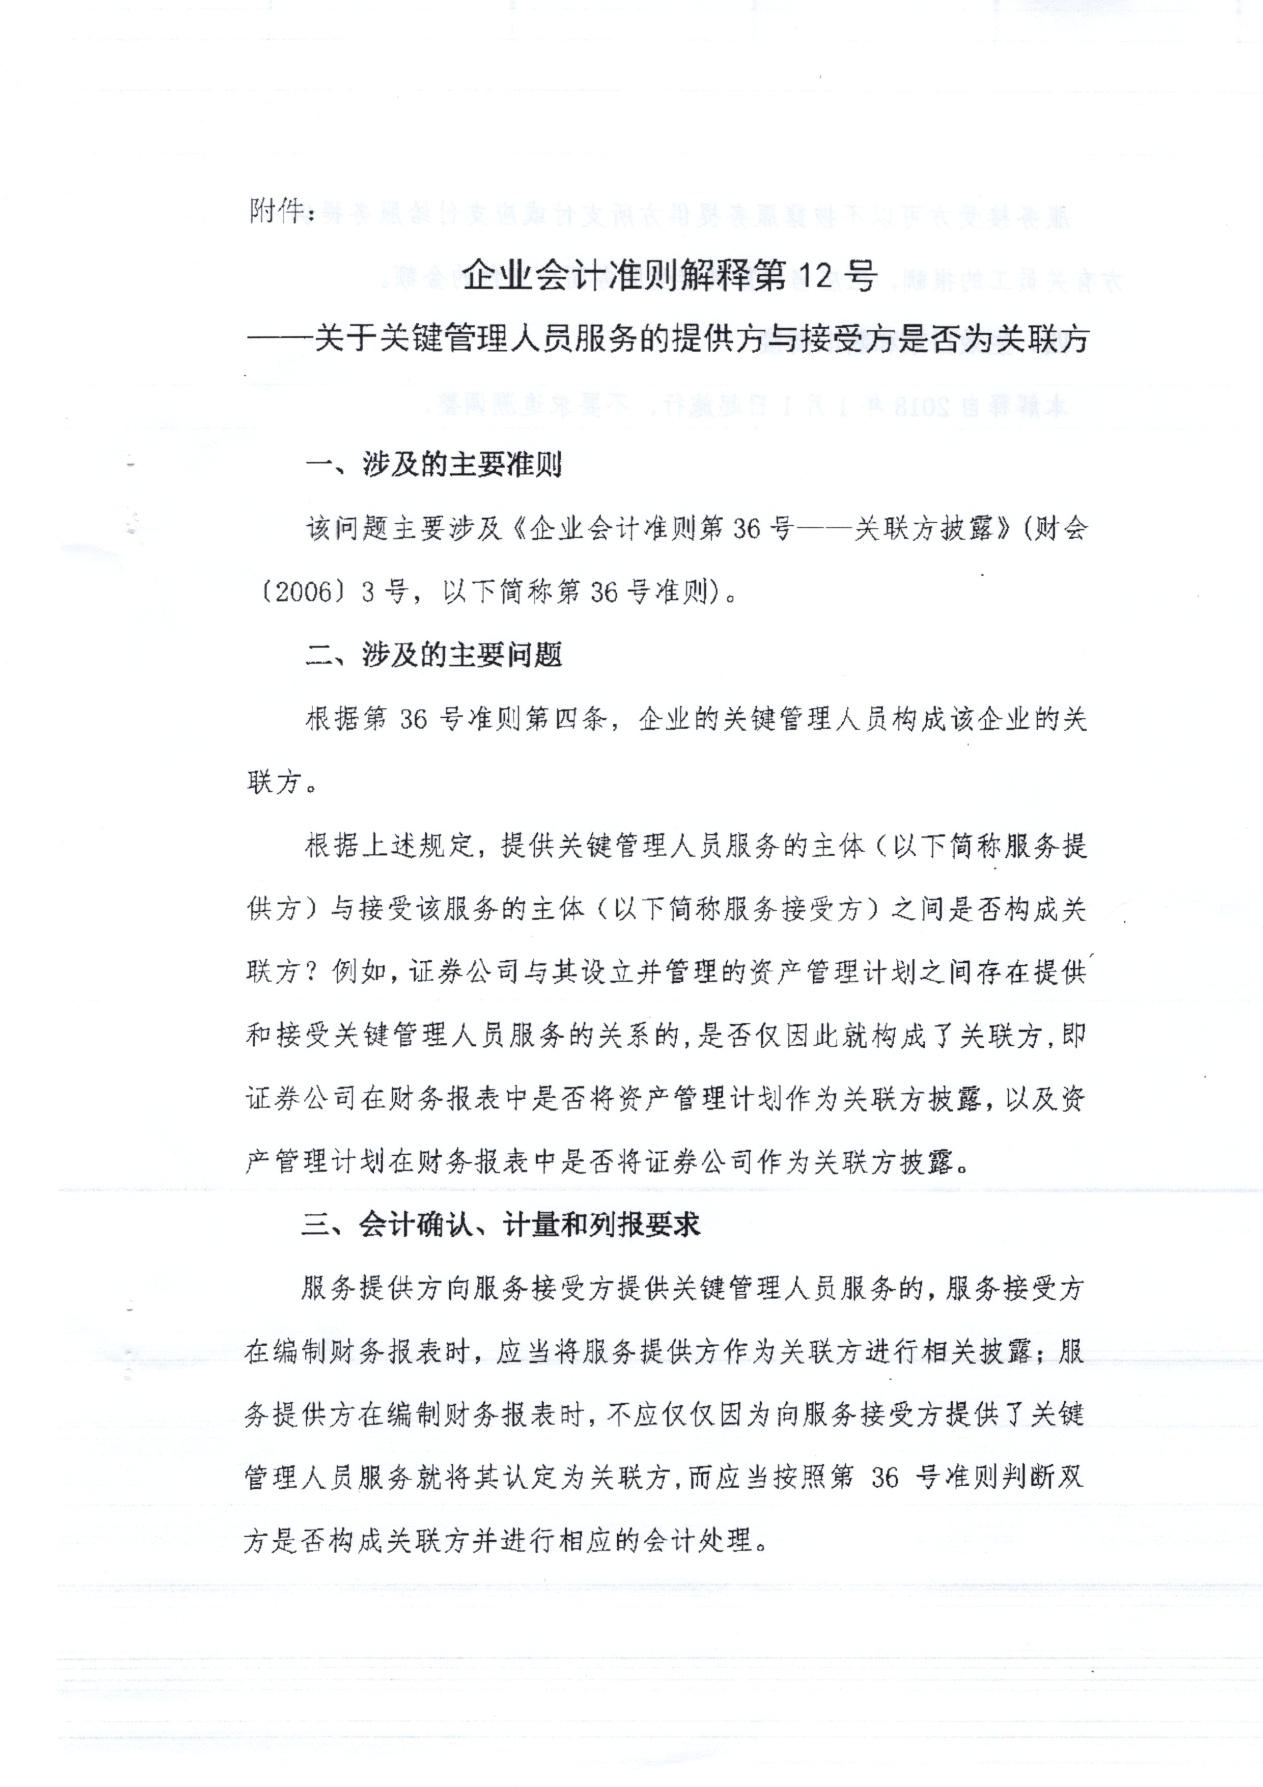 附件：
企业会计准则解释第 12 号
——关于关键管理人员服务的提供方与接受方是否为关联方
一、涉及的主要准则
该问题主要涉及《企业会计准则第 36 号——关联方披露》(财会
〔2006〕3 号，以下简称第 36 号准则)。
二、涉及的主要问题
根据第 36 号准则第四条，企业的关键管理人员构成该企业的关
联方。
根据上述规定，提供关键管理人员服务的主体（以下简称服务提
供方）与接受该服务的主体（以下简称服务接受方）之间是否构成关
联方？例如，证券公司与其设立并管理的资产管理计划之间存在提供
和接受关键管理人员服务的关系的，是否仅因此就构成了关联方，即
证券公司在财务报表中是否将资产管理计划作为关联方披露，以及资
产管理计划在财务报表中是否将证券公司作为关联方披露。
三、会计确认、计量和列报要求
服务提供方向服务接受方提供关键管理人员服务的，服务接受方
在编制财务报表时，应当将服务提供方作为关联方进行相关披露；服
务提供方在编制财务报表时，不应仅仅因为向服务接受方提供了关键
管理人员服务就将其认定为关联方，而应当按照第 36 号准则判断双
方是否构成关联方并进行相应的会计处理。